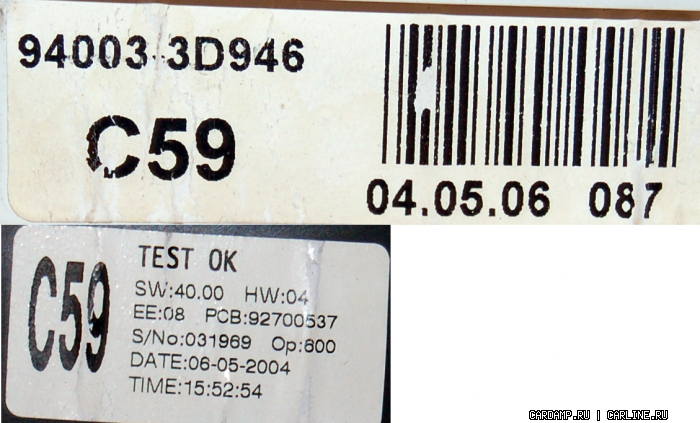 94003-3D946
C59
04.05.06 087
C59
TEST OK
SW:40.00 HW:04
EE:08 PCB:92700537
S/No:031969 Op:600
DATE:06-05-2004
TIME:15:52:54
CARDAMP.RU | CARLINE.RU